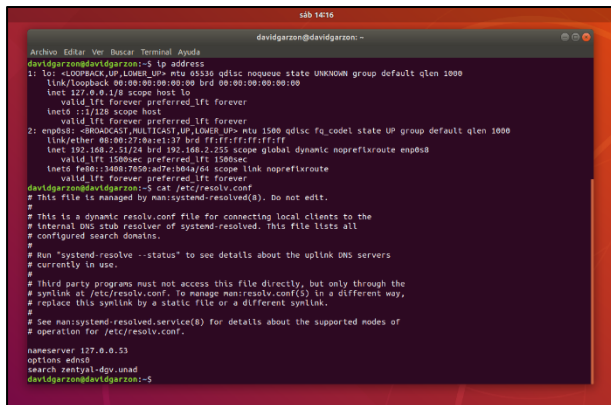 sáb 14:16
davidgarzon@davidgarzon: ~
Archivo Editar Ver Buscar Terminal Ayuda
davidgarzon@davidgarzon:~$ ip address
1: lo: <LOOPBACK,UP,LOWER_UP> mtu 65536 qdisc noqueue state UNKNOWN group default qlen 1000
link/loopback 00:00:00:00:00:00 brd 00:00:00:00:00:00
inet 127.0.0.1/8 scope host lo
valid_lft forever preferred_lft forever
inet6 ::1/128 scope host
valid_lft forever preferred_lft forever
2: enp0s8: <BROADCAST,MULTICAST,UP,LOWER_UP> mtu 1500 qdisc fq_codel state UP group default qlen 1000
link/ether 08:00:27:0a:e1:37 brd ff:ff:ff:ff:ff:ff
inet 192.168.2.51/24 brd 192.168.2.255 scope global dynamic noprefixroute enp0s8
valid_lft 1500sec preferred_lft 1500sec
inet6 fe80::3408:7050:ad7e:b04a/64 scope link noprefixroute
valid_lft forever preferred_lft forever
davidgarzon@davidgarzon:~$ cat /etc/resolv.conf
# This file is managed by man:systemd-resolved(8). Do not edit.
#
# This is a dynamic resolv.conf file for connecting local clients to the
# internal DNS stub resolver of systemd-resolved. This file lists all
# configured search domains.
#
# Run "systemd-resolve --status" to see details about the uplink DNS servers
# currently in use.
#
# Third party programs must not access this file directly, but only through the
# symlink at /etc/resolv.conf. To manage man:resolv.conf(5) in a different way,
# replace this symlink by a static file or a different symlink.
#
# See man:systemd-resolved.service(8) for details about the supported modes of
# operation for /etc/resolv.conf.
nameserver 127.0.0.53
options edns0
search zentyal-dgv.unad
davidgarzon@davidgarzon:~$